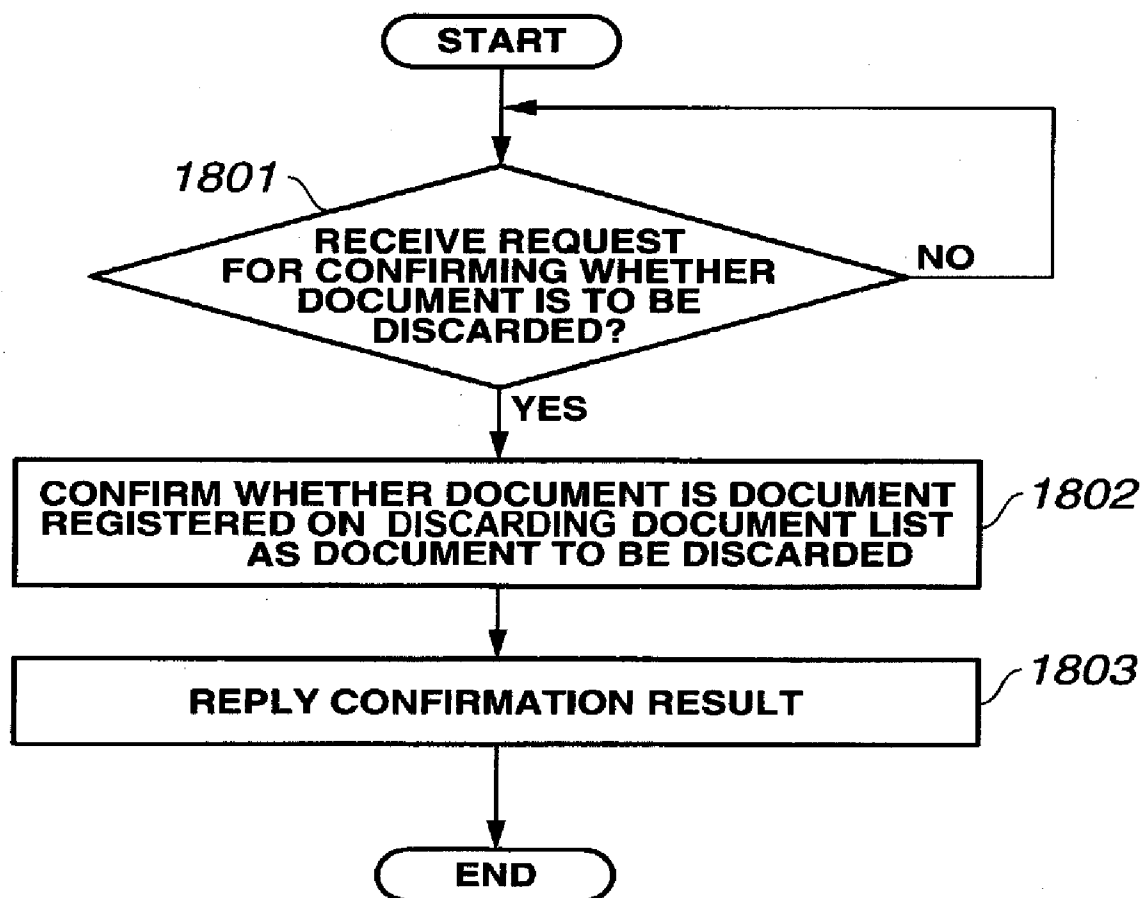 START
1801
RECEIVE REQUEST
FOR CONFIRMING WHETHER
DOCUMENT IS TO BE
DISCARDED?
NO
YES
CONFIRM WHETHER DOCUMENT IS DOCUMENT
REGISTERED ON DISCARDING DOCUMENT LIST
AS DOCUMENT TO BE DISCARDED
1802
REPLY CONFIRMATION RESULT
1803
END